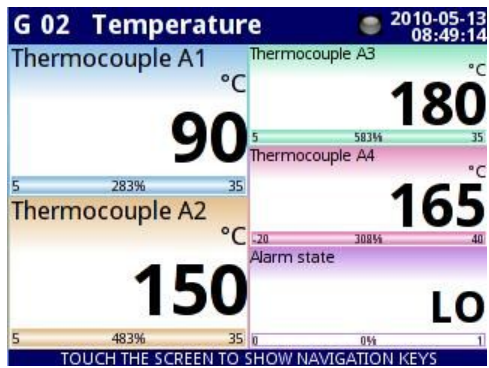 G 02 Temperature
2010-05-13
08:49:14
Thermocouple A1
°C
90
5 283% 35
Thermocouple A2
°C
150
5 483% 35
Thermocouple A3
°C
180
5 583% 35
Thermocouple A4
°C
165
-20 308% 40
Alarm state
LO
0 0% 1
TOUCH THE SCREEN TO SHOW NAVIGATION KEYS